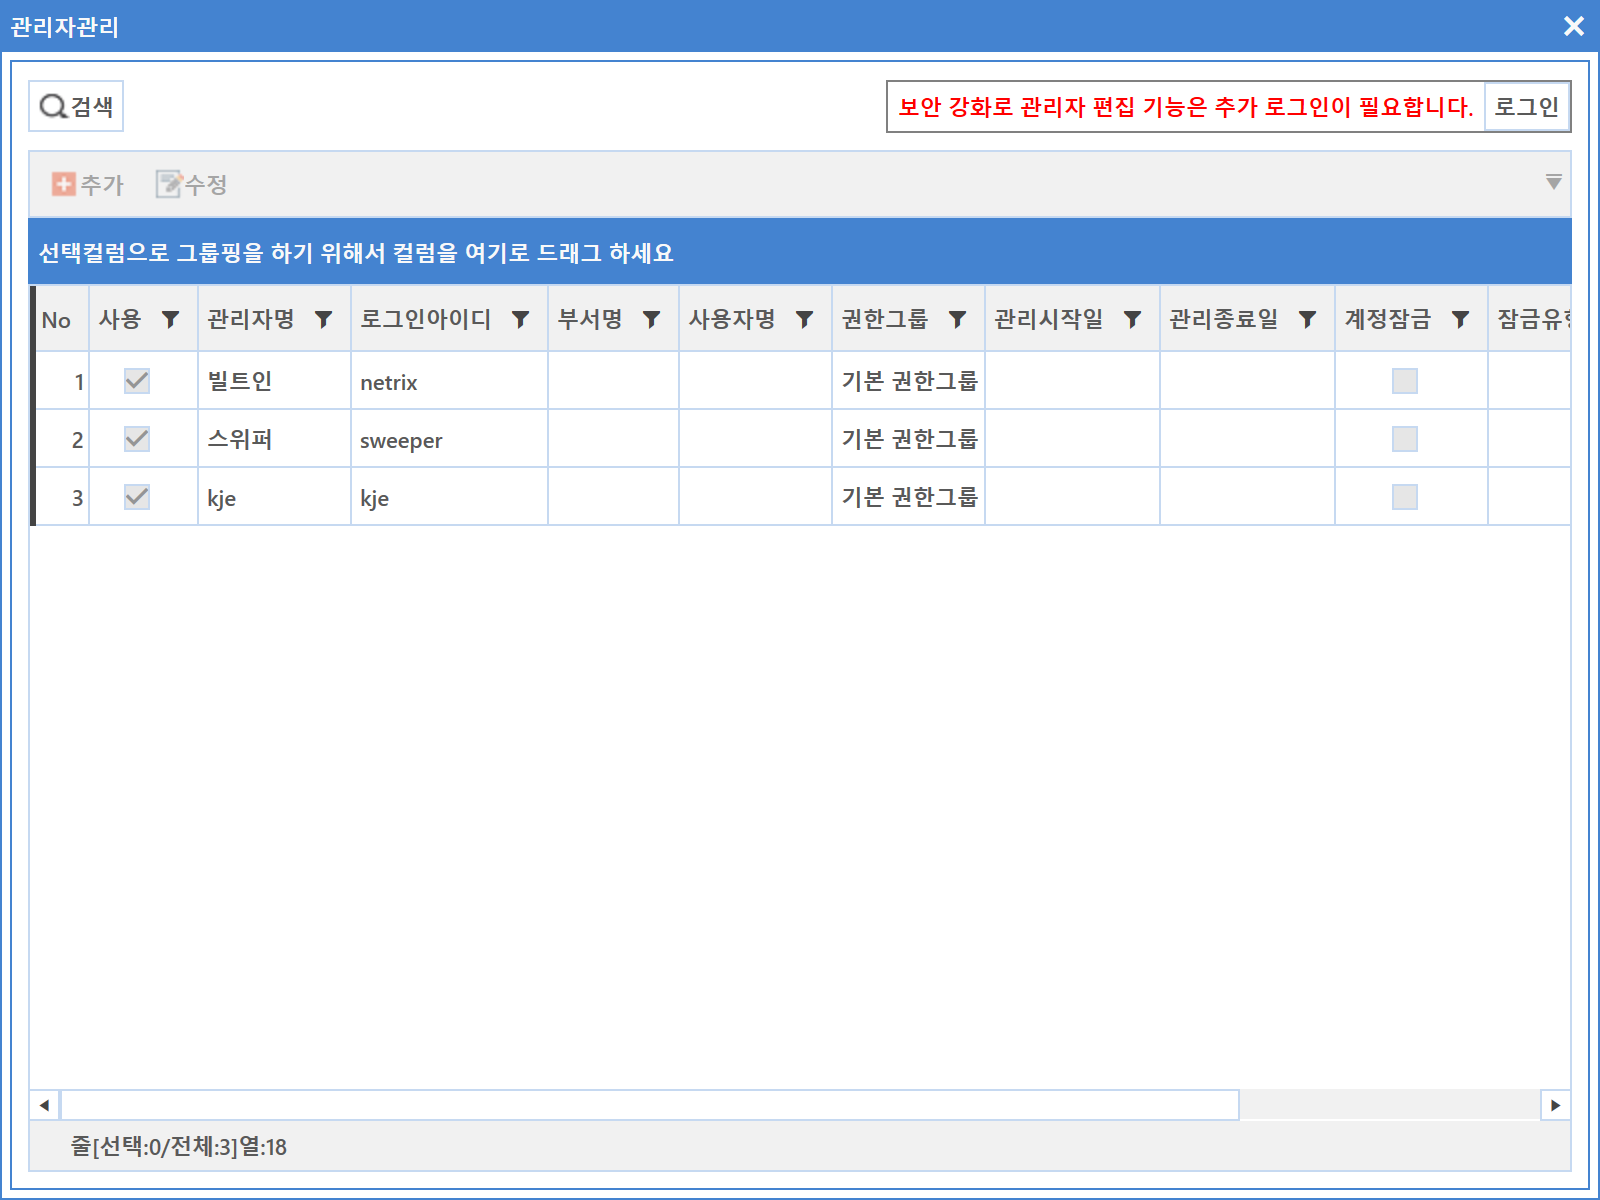 관리자관리
검색
보안 강화로 관리자 편집 기능은 추가 로그인이 필요합니다. 로그인
추가 수정
선택컬럼으로 그룹핑을 하기 위해서 컬럼을 여기로 드래그 하세요
No 사용 관리자명 로그인아이디 부서명 사용자명 권한그룹 관리시작일 관리종료일 계정잠금 잠금유
1 빌트인 netrix 기본 권한그룹
2 스위퍼 sweeper 기본 권한그룹
3 kje kje 기본 권한그룹
줄[선택:0/전체:3]열:18